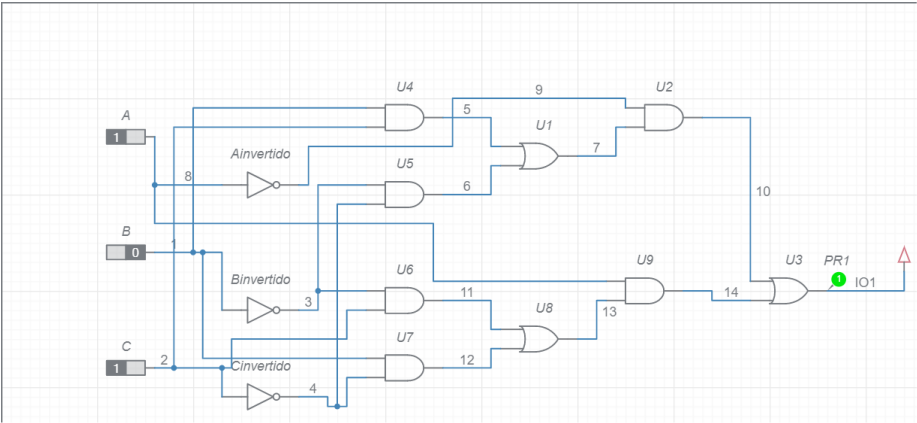 U4
9
U2
A
5
U1
1
Ainvertido
7
8
U5
6
10
B
1
0
U6
U9
U3
PR1
Binvertido
1
IO1
3
11
14
U8
13
C
U7
1
2
Cinvertido
12
4